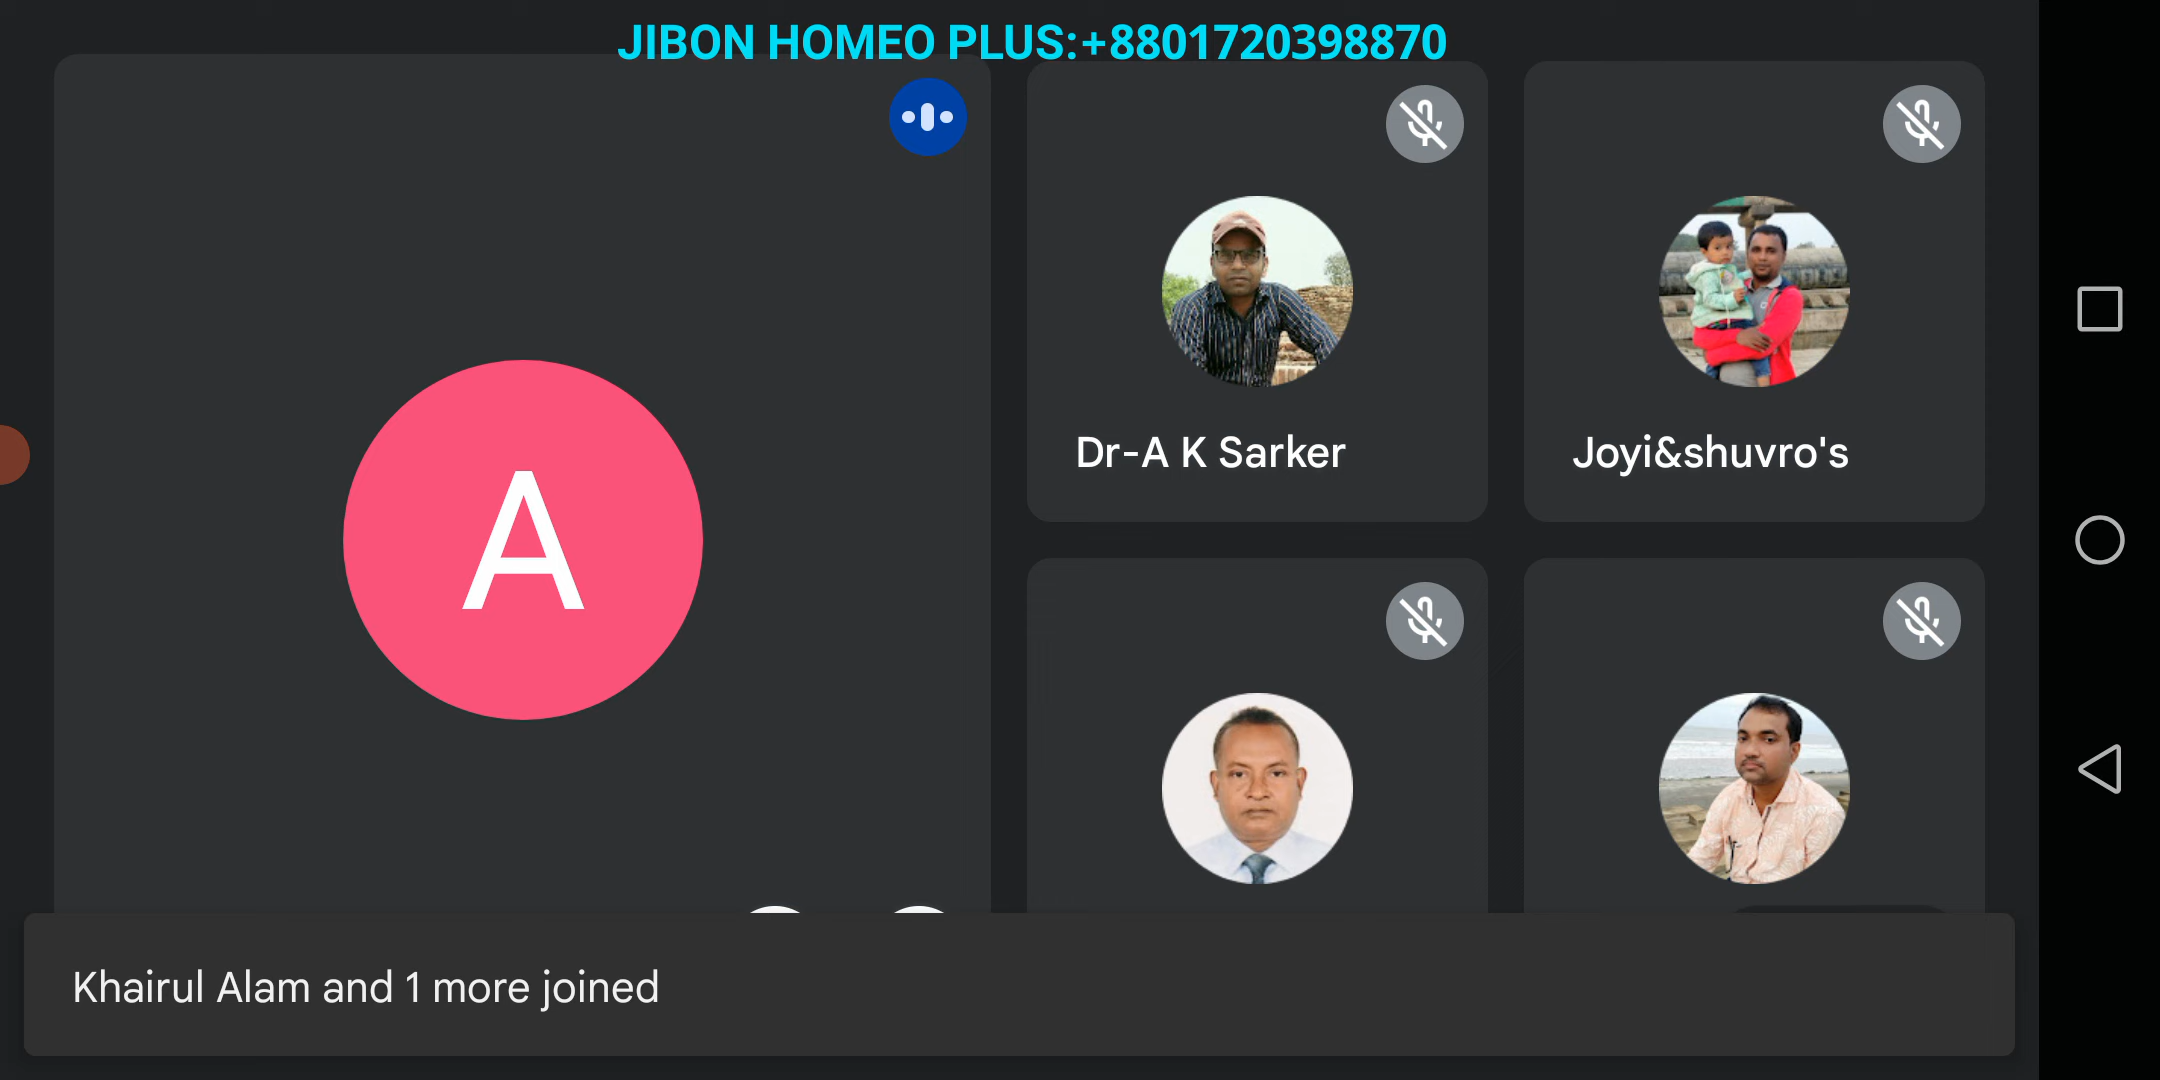 JIBON HOMEO PLUS:+8801720398870
A
Dr-A K Sarker
Joyi&shuvro's
Khairul Alam and 1 more joined